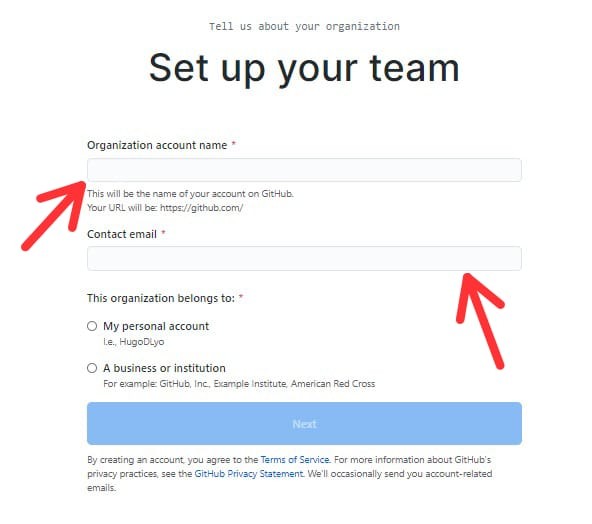 Tell us about your organization
Set up your team
Organization account name *
This will be the name of your account on GitHub.
Your URL will be: https://github.com/
Contact email *
This organization belongs to: *
My personal account
I.e., HugoDLyo
A business or institution
For example: GitHub, Inc., Example Institute, American Red Cross
Next
By creating an account, you agree to the Terms of Service. For more information about GitHub's
privacy practices, see the GitHub Privacy Statement. We'll occasionally send you account-related
emails.